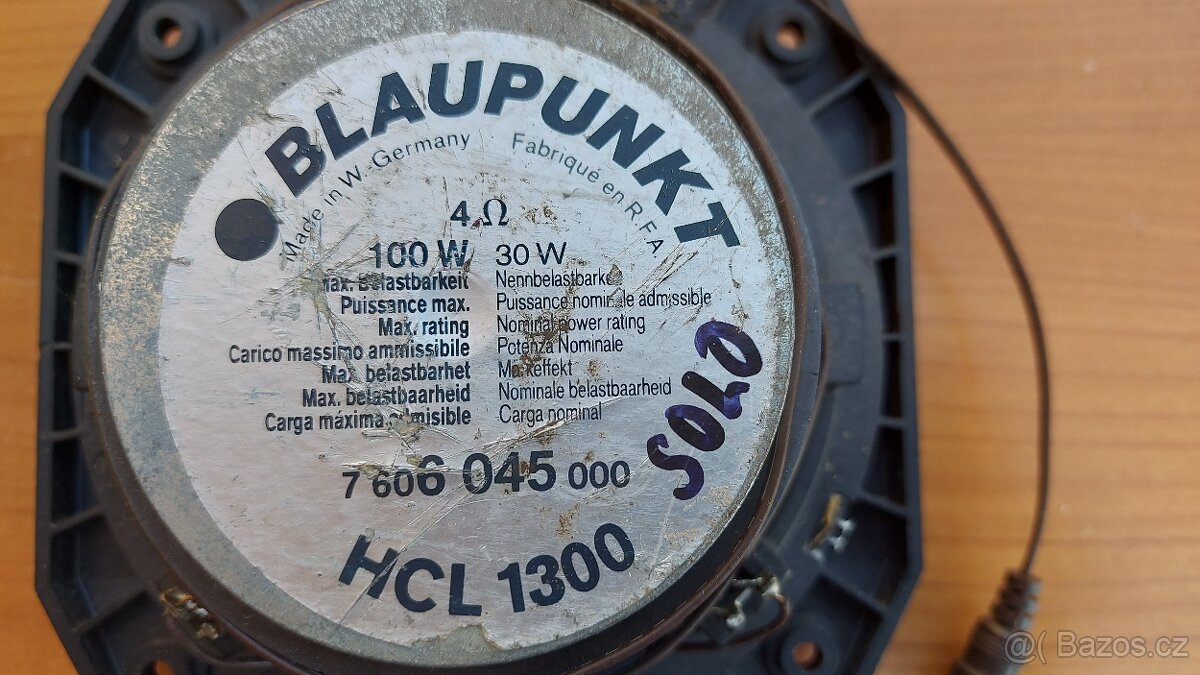 BLAUPUNKT
Made in W.-Germany Fabriqué en R.F.A.
4 Ω
100 W 30 W
Max. Belastbarkeit Nennbelastbarkeit
Puissance max. Puissance nominale admissible
Max. rating Nominal power rating
Carico massimo ammissibile Potenza Nominale
Max belastbarhet Märkeffekt
Max. belastbaarheid Nominale belastbaarheid
Carga máxima admisible Carga nominal
SOLO
7 606 045 000
HCL 1300
@( Bazos.cz